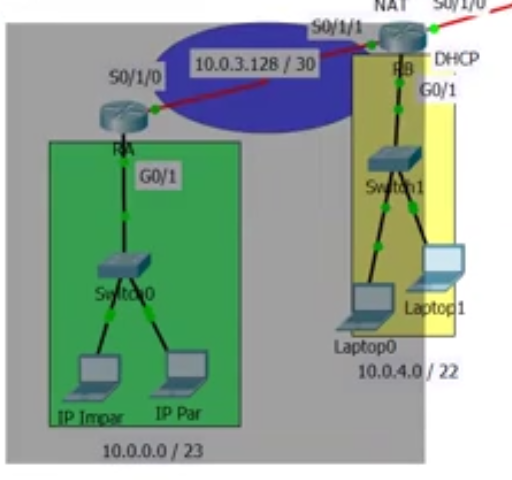 NAT
S0/1/0
S0/1/1
DHCP
RB
10.0.3.128 / 30
S0/1/0
G0/1
RA
G0/1
Switch1
Switch0
Laptop1
Laptop0
10.0.4.0 / 22
IP Impar
IP Par
10.0.0.0 / 23